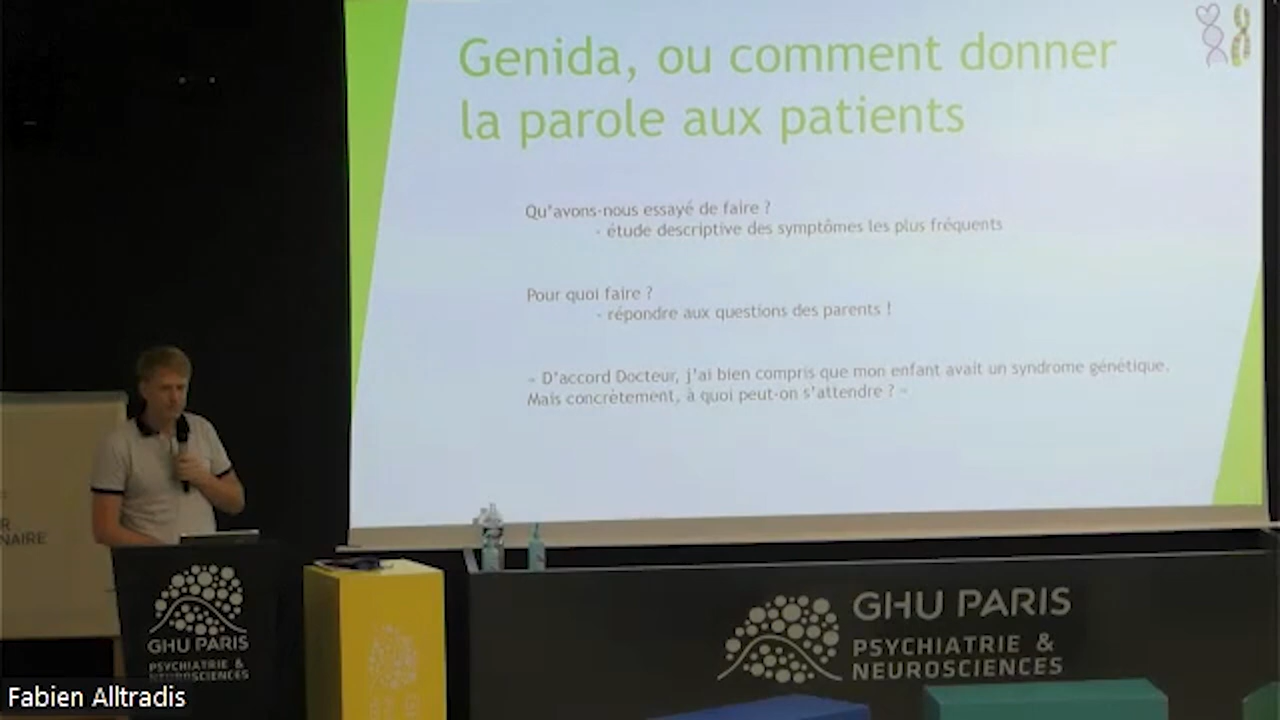 Genida, ou comment donner
la parole aux patients
Qu'avons-nous essayé de faire ?
- étude descriptive des symptômes les plus fréquents
Pour quoi faire ?
- répondre aux questions des parents !
« D'accord Docteur, j'ai bien compris que mon enfant avait un syndrome génétique.
Mais concrètement, à quoi peut-on s'attendre ? »
R
NAIRE
GHU PARIS
PSYCHIATRIE &
NEUROSCIENCES
GHU PARIS
PSYCHIATRIE &
NEUROSCIENCES
Fabien Alltradis